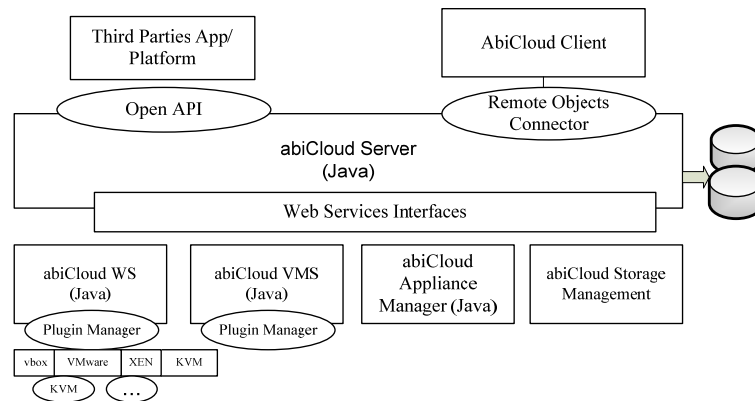 Third Parties App/
Platform
AbiCloud Client
Open API
Remote Objects
Connector
abiCloud Server
(Java)
Web Services Interfaces
abiCloud WS
(Java)
abiCloud VMS
(Java)
abiCloud
Appliance
Manager (Java)
abiCloud Storage
Management
Plugin Manager
Plugin Manager
vbox
VMware
XEN
KVM
KVM
...